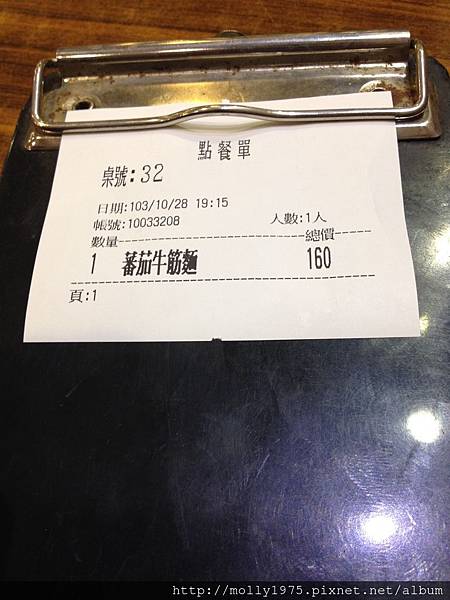 點餐單
桌號:32
日期:103/10/28 19:15
帳號:10033208 人數:1人
數量--------------------總價-----
1 蕃茄牛筋麵 160
頁:1
http://molly1975.pixnet.net/album